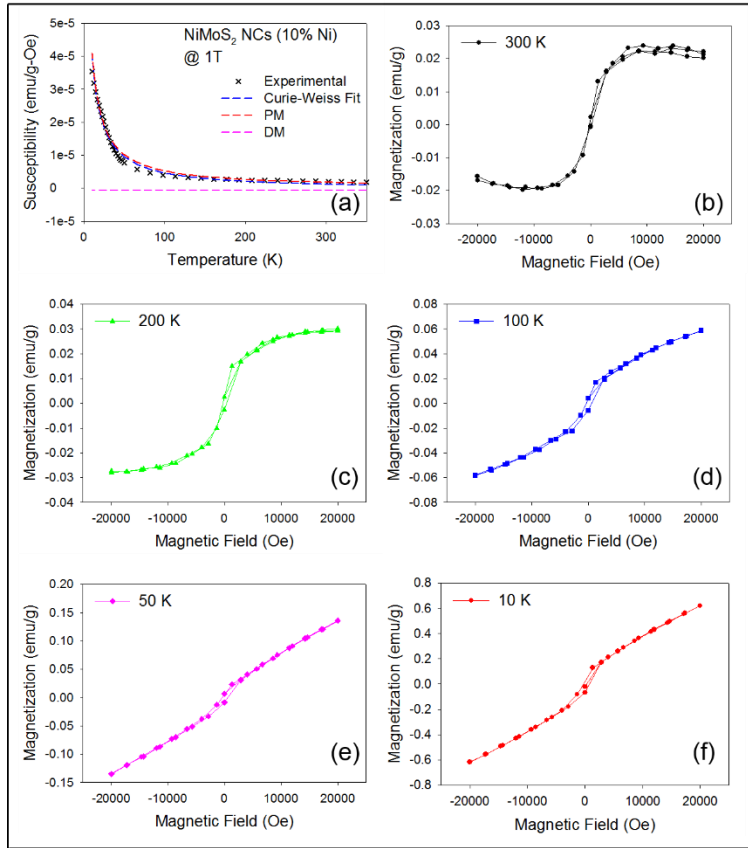 NiMoS₂ NCs (10% Ni)
@ 1T
Experimental
Curie-Weiss Fit
PM
DM
5e-5
4e-5
3e-5
2e-5
1e-5
0
-1e-5
Susceptibility (emu/g-Oe)
0 100 200 300
Temperature (K)
(a)
300 K
0.03
0.02
0.00
-0.02
-0.03
Magnetization (emu/g)
-20000 -10000 0 10000 20000
Magnetic Field (Oe)
(b)
200 K
0.04
0.03
0.02
0.01
0.00
-0.01
-0.02
-0.03
-0.04
Magnetization (emu/g)
-20000 -10000 0 10000 20000
Magnetic Field (Oe)
(c)
100 K
0.08
0.06
0.04
0.02
0.00
-0.02
-0.04
-0.06
-0.08
Magnetization (emu/g)
-20000 -10000 0 10000 20000
Magnetic Field (Oe)
(d)
50 K
0.20
0.15
0.10
0.05
0.00
-0.05
-0.10
-0.15
Magnetization (emu/g)
-20000 -10000 0 10000 20000
Magnetic Field (Oe)
(e)
10 K
0.8
0.6
0.4
0.2
0.0
-0.2
-0.4
-0.6
-0.8
Magnetization (emu/g)
-20000 -10000 0 10000 20000
Magnetic Field (Oe)
(f)